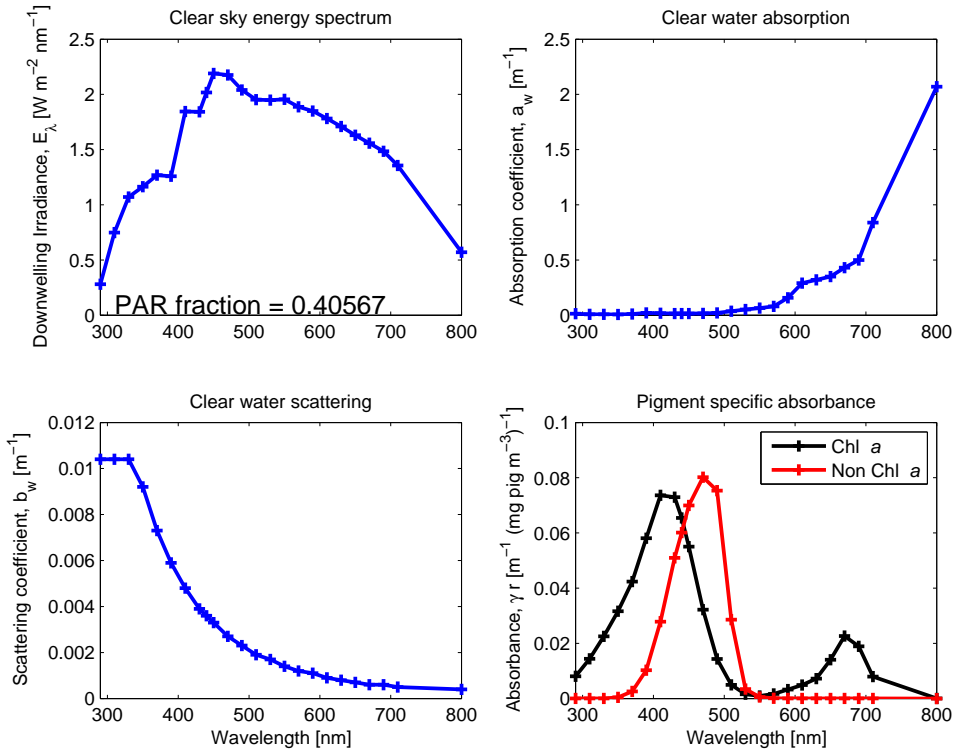 Clear sky energy spectrum
Downwelling Irradiance, E_λ [W m^−2 nm^−1]
2.5
2
1.5
1
0.5
0
PAR fraction = 0.40567
300 400 500 600 700 800
Clear water absorption
Absorption coefficient, a_w [m^−1]
2.5
2
1.5
1
0.5
0
300 400 500 600 700 800
Clear water scattering
Scattering coefficient, b_w [m^−1]
0.012
0.01
0.008
0.006
0.004
0.002
0
300 400 500 600 700 800
Wavelength [nm]
Pigment specific absorbance
Absorbance, γ r [m^−1 (mg pig m^−3)^−1]
0.1
0.08
0.06
0.04
0.02
0
Chl a
Non Chl a
300 400 500 600 700 800
Wavelength [nm]